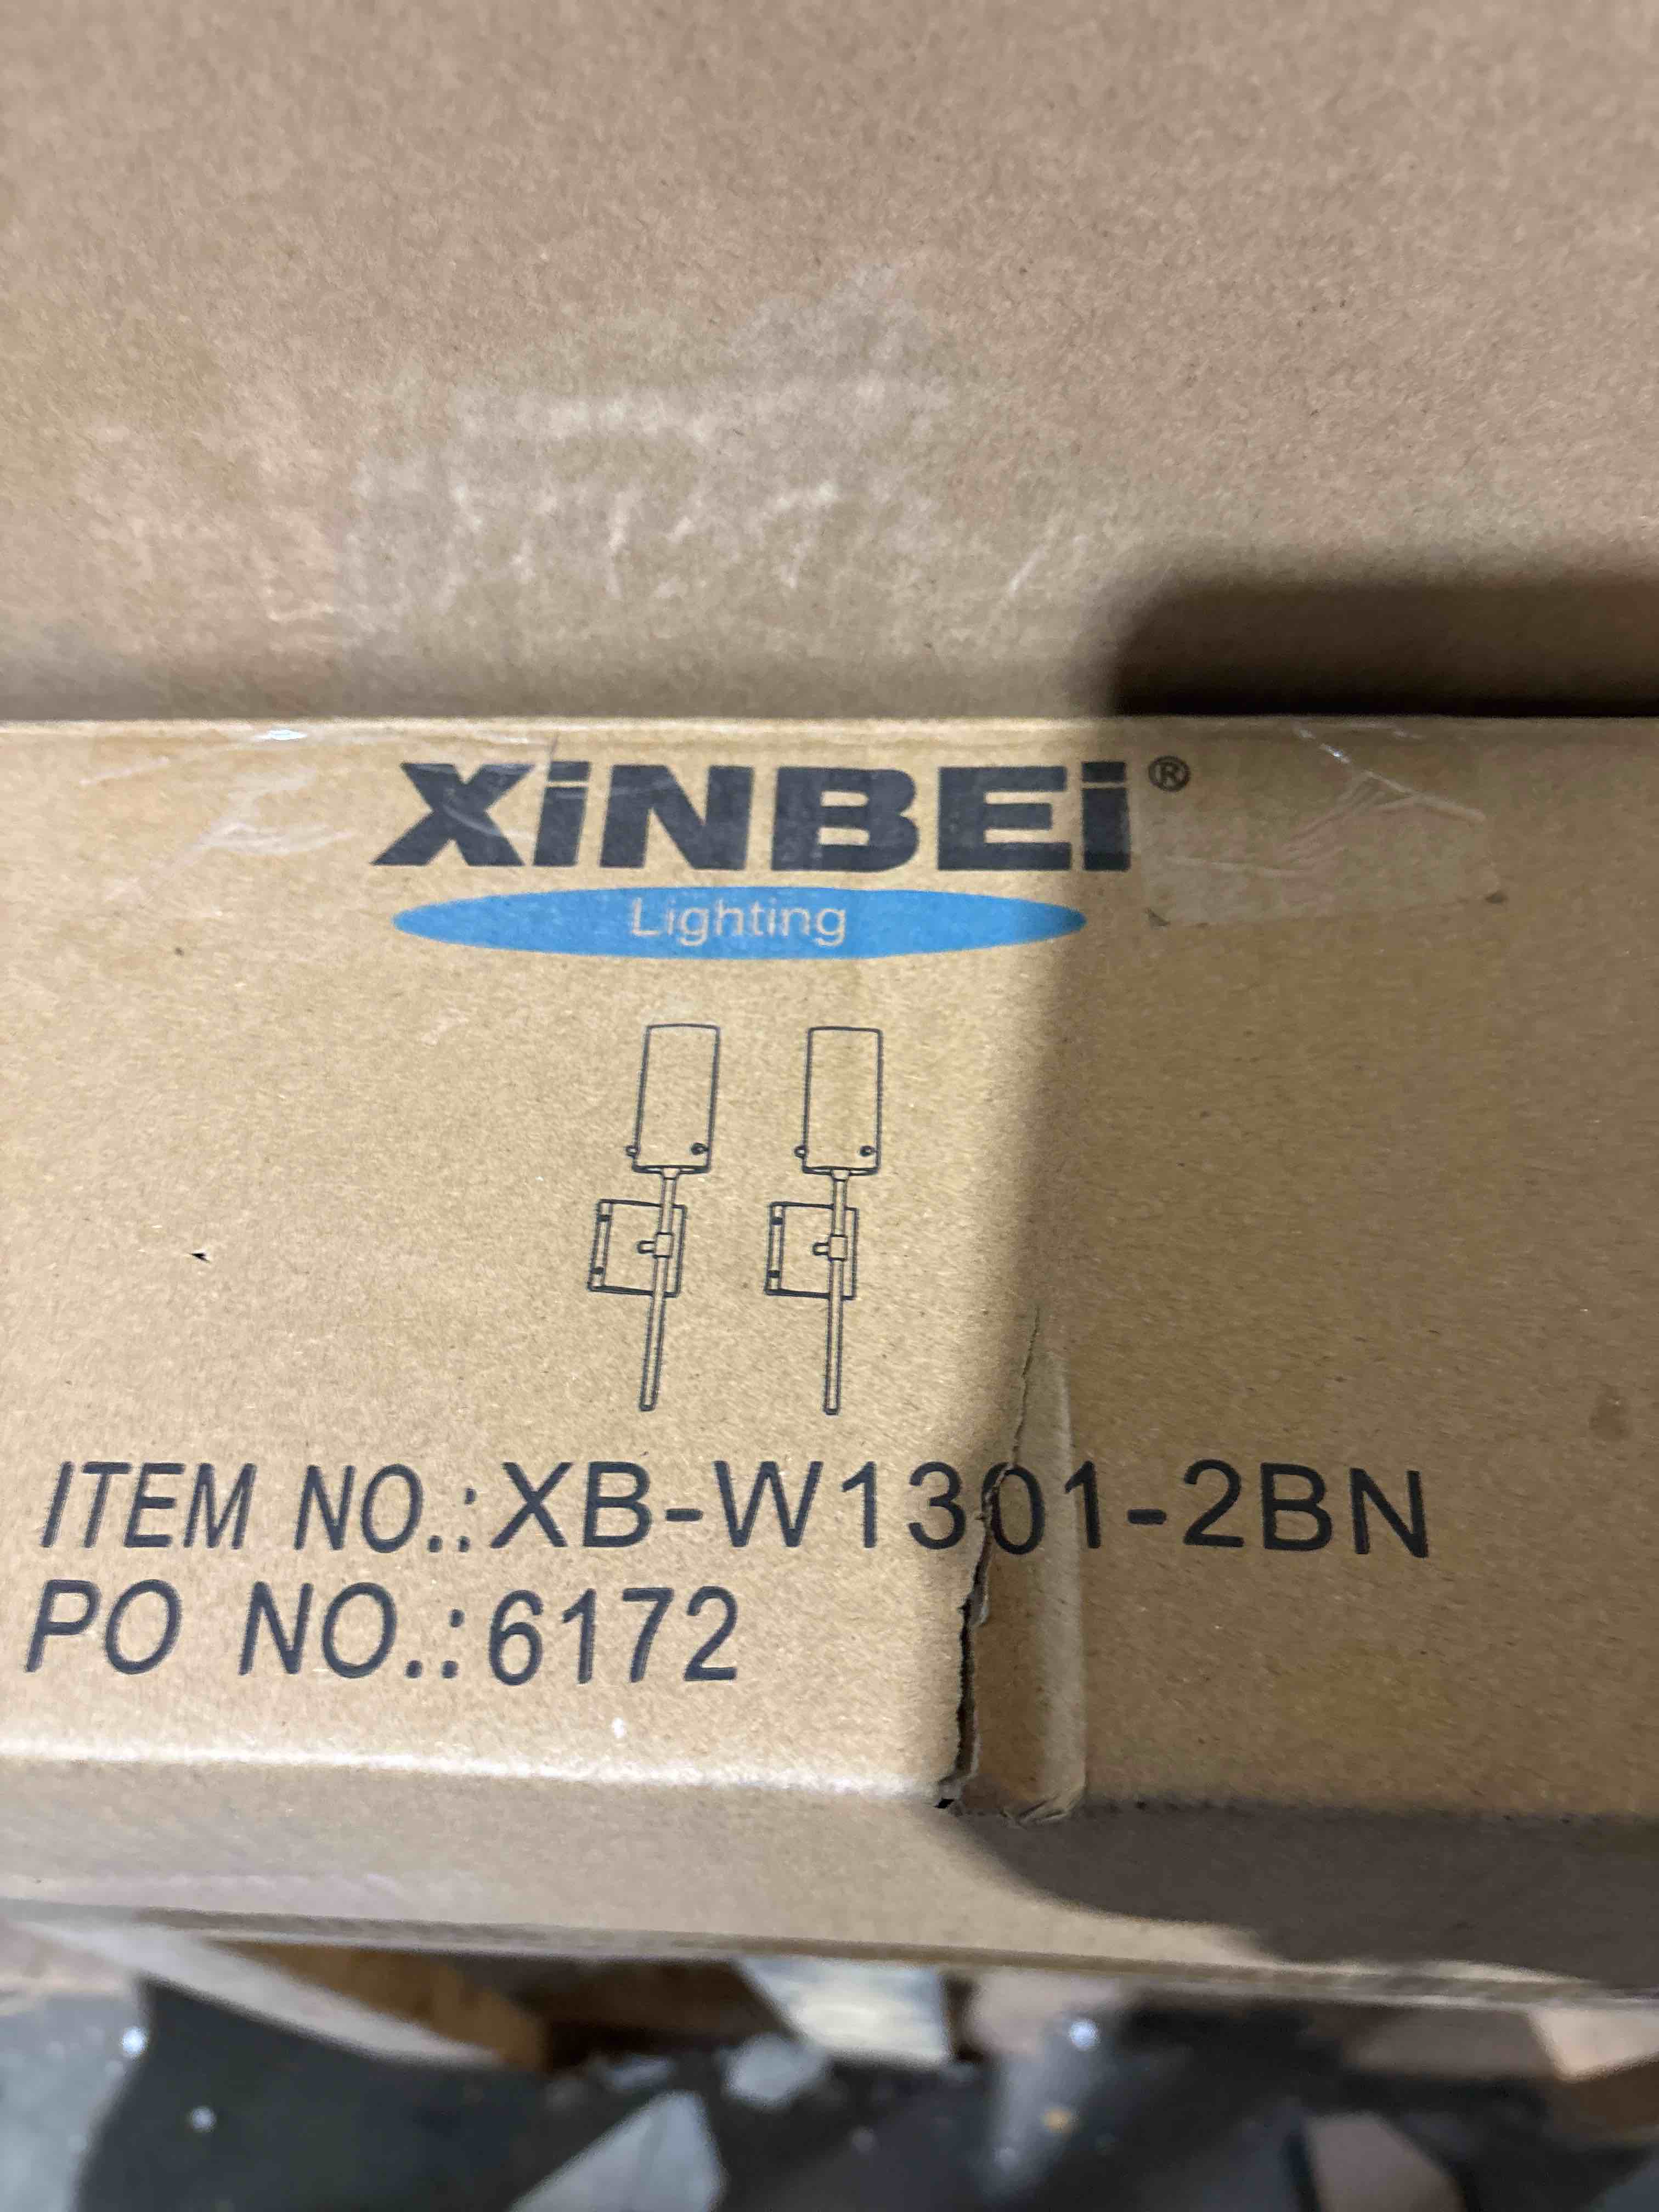 XiNBEi®
Lighting
ITEM NO.:XB-W1301-2BN
PO NO.:6172